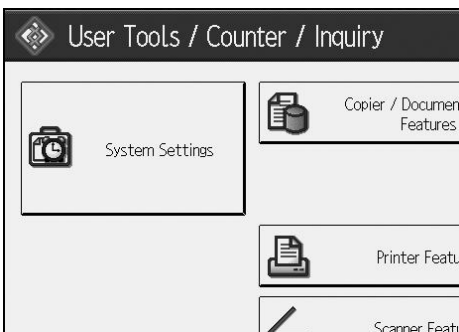 User Tools / Counter / Inquiry
System Settings
Copier / Documen
Features
Printer Featu
Scanner Featu